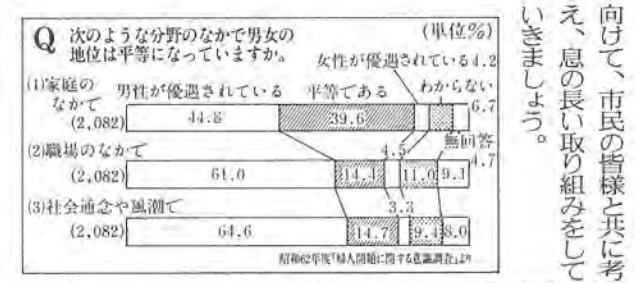 向けて、市民の皆様と共に考
え、息の長い取り組みをして
いきましょう。
Q 次のような分野のなかで男女の
地位は平等になっていますか。
(単位%)
女性が優遇されている4.2
(1)家庭の
なかで
(2,082)
男性が優遇されている
平等である
わからない
6.7
44.8
39.6
無回答
4.7
(2)職場のなかで
4.5
(2,082)
61.0
14.4
11.0
9.1
(3)社会通念や風潮で
3.3
(2,082)
64.6
14.7
9.4
8.0
昭和62年度「婦人問題に関する意識調査」より